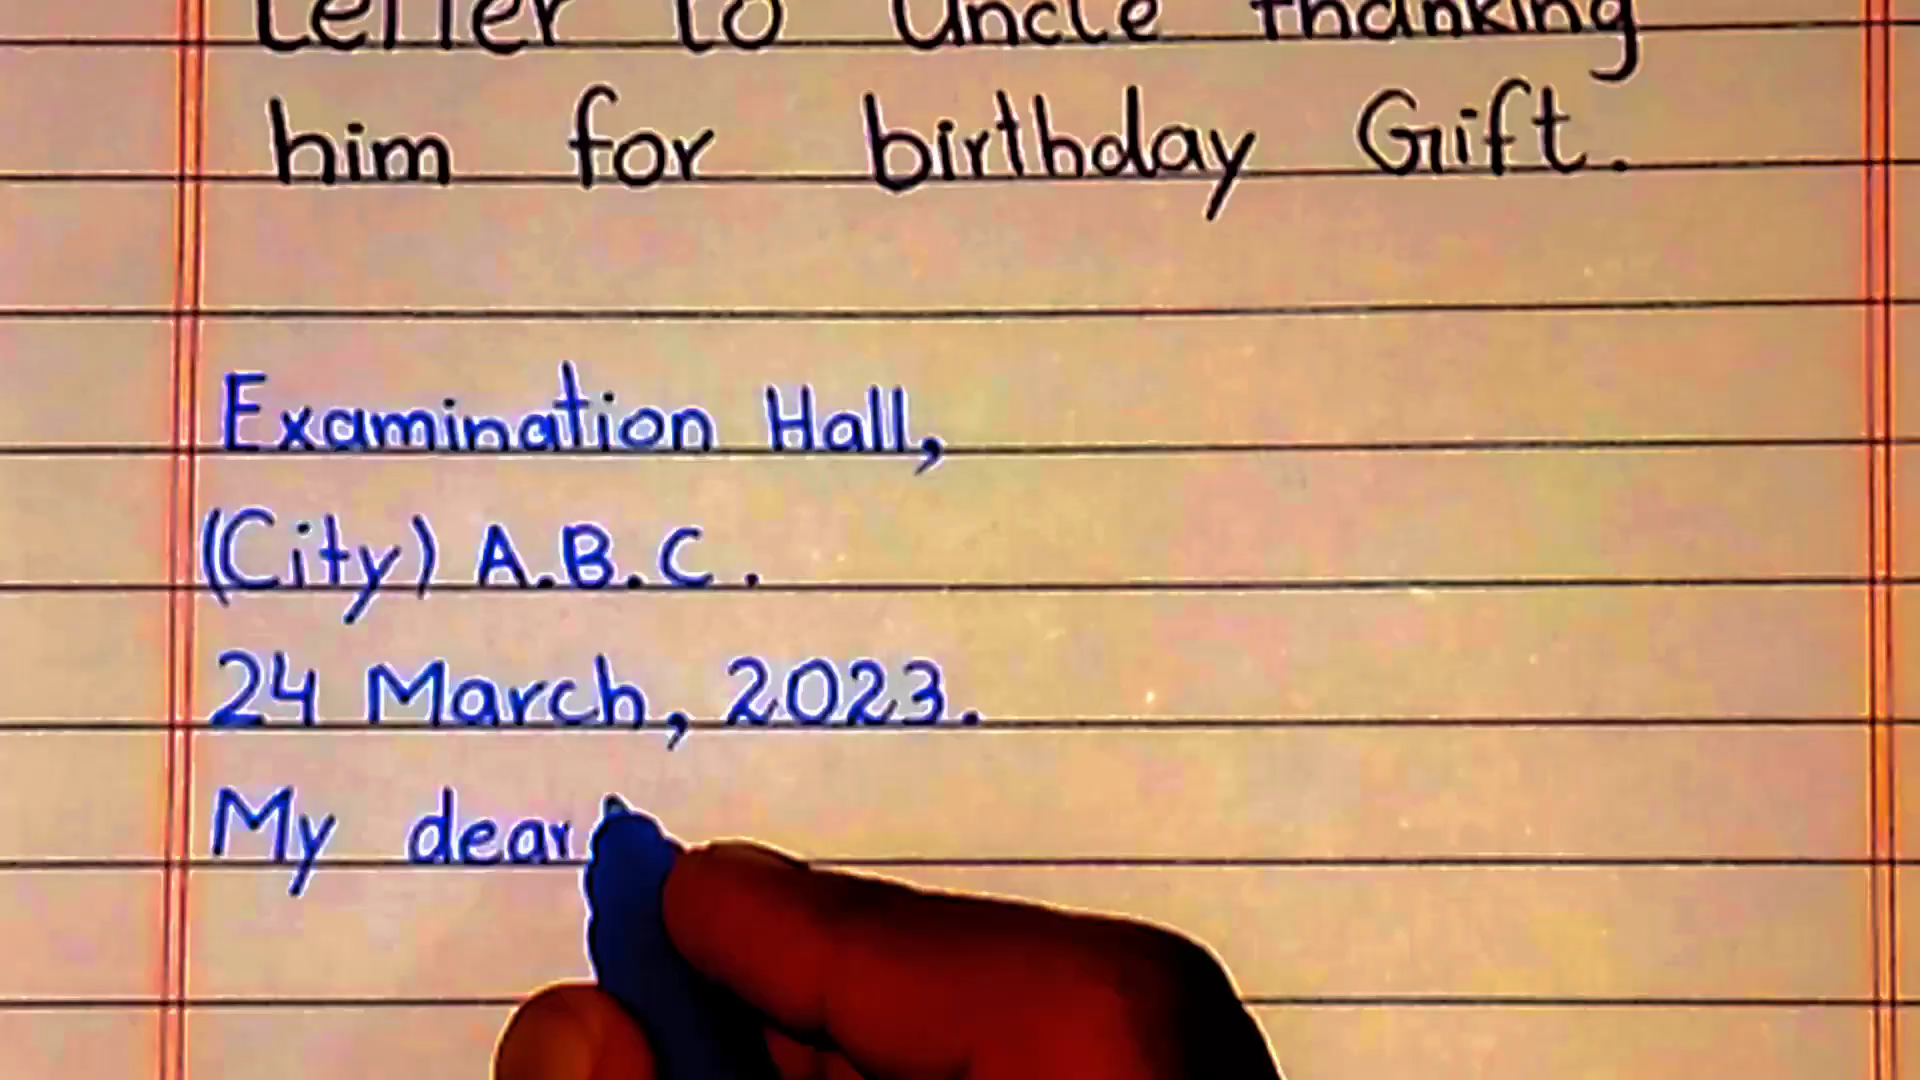 Letter to Uncle thanking
him for birthday Gift.
Examination Hall,
(City) A.B.C.
24 March, 2023.
My dear